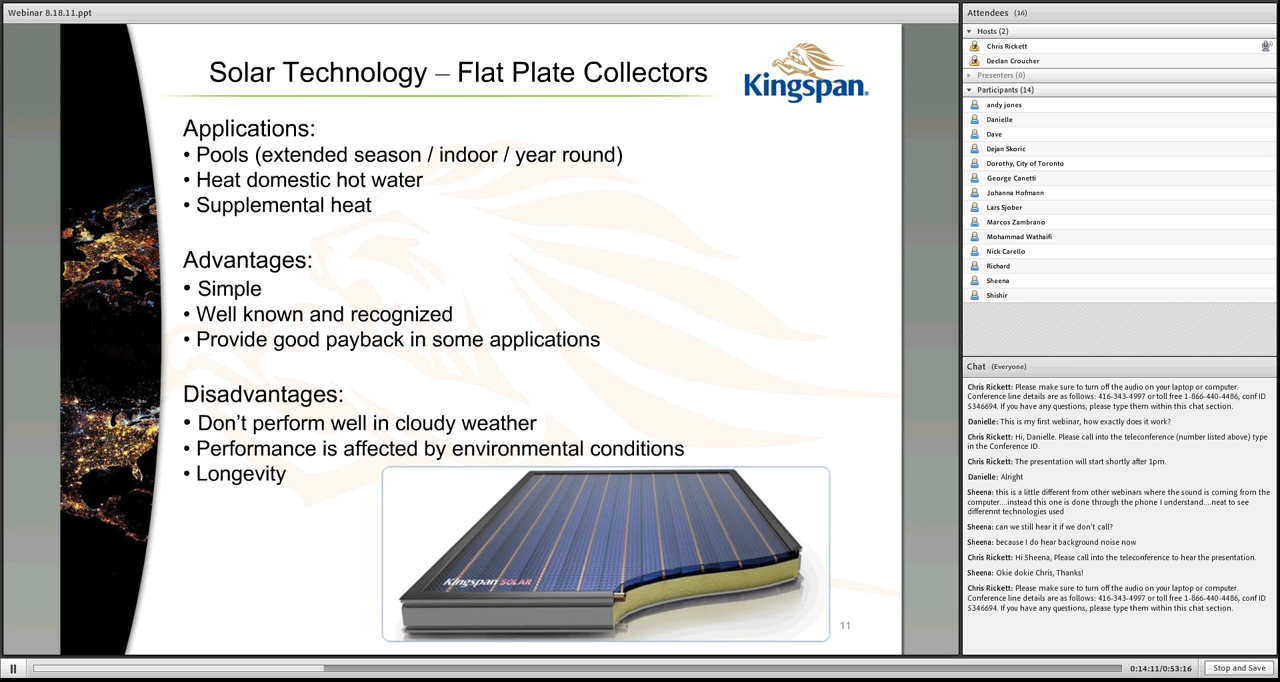 Webinar 8.18.11.ppt
Solar Technology – Flat Plate Collectors
Kingspan.
Applications:
• Pools (extended season / indoor / year round)
• Heat domestic hot water
• Supplemental heat
Advantages:
• Simple
• Well known and recognized
• Provide good payback in some applications
Disadvantages:
• Don’t perform well in cloudy weather
• Performance is affected by environmental conditions
• Longevity
Kingspan SOLAR
11
Attendees (16)
Hosts (2)
Chris Rickett
Declan Croucher
Presenters (0)
Participants (14)
andy jones
Danielle
Dave
Dejan Skoric
Dorothy, City of Toronto
George Canetti
Johanna Hofmann
Lars Sjober
Marcos Zambrano
Mohammad Wathaifi
Nick Carello
Richard
Sheena
Shishir
Chat (Everyone)
Chris Rickett: Please make sure to turn off the audio on your laptop or computer.
Conference line details are as follows: 416-343-4997 or toll free 1-866-440-4486, conf ID
5346694. If you have any questions, please type them within this chat section.
Danielle: This is my first webinar, how exactly does it work?
Chris Rickett: Hi, Danielle. Please call into the teleconference (number listed above) type
in the Conference ID.
Chris Rickett: The presentation will start shortly after 1pm.
Danielle: Alright
Sheena: this is a little different from other webinars where the sound is coming from the
computer....instead this one is done through the phone I understand....neat to see
differennt technologies used
Sheena: can we still hear it if we don't call?
Sheena: because I do hear background noise now
Chris Rickett: Hi Sheena, Please call into the teleconference to hear the presentation.
Sheena: Okie dokie Chris, Thanks!
Chris Rickett: Please make sure to turn off the audio on your laptop or computer.
Conference line details are as follows: 416-343-4997 or toll free 1-866-440-4486, conf ID
5346694. If you have any questions, please type them within this chat section.
0:14:11/0:53:16
Stop and Save